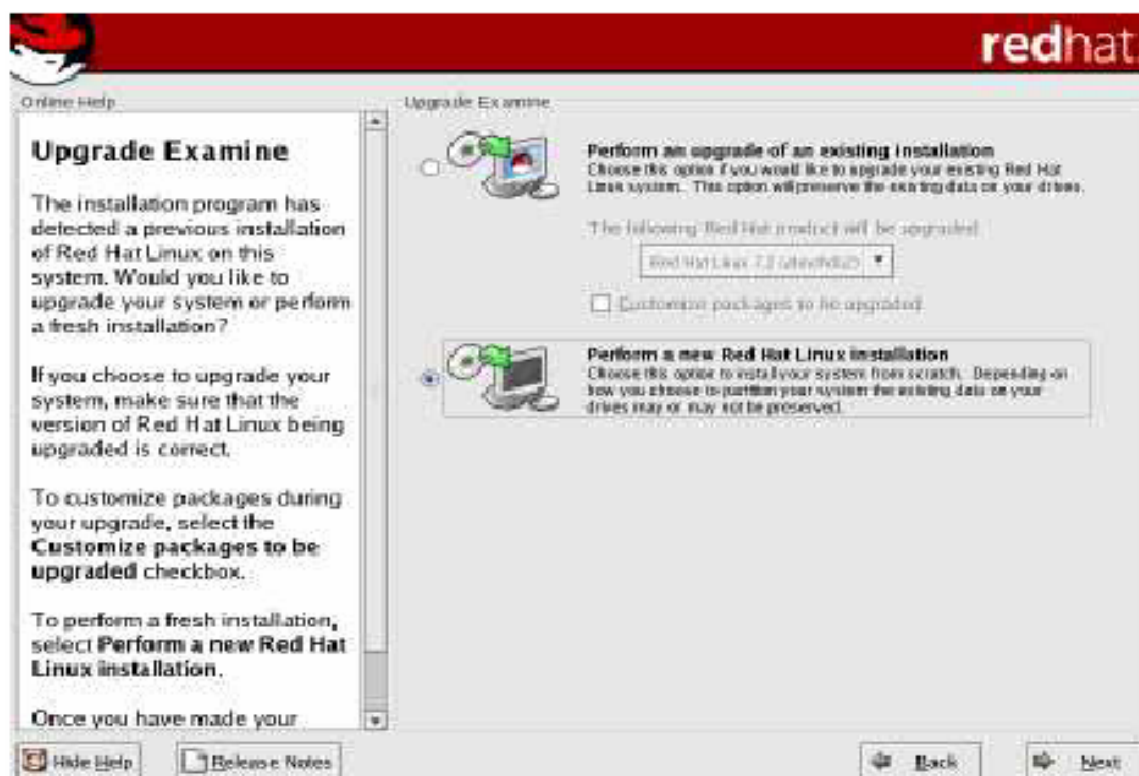 redhat.
Online Help
Upgrade Examine
The installation program has
detected a previous installation
of Red Hat Linux on this
system. Would you like to
upgrade your system or perform
a fresh installation?
If you choose to upgrade your
system, make sure that the
version of Red Hat Linux being
upgraded is correct.
To customize packages during
your upgrade, select the
Customize packages to be
upgraded checkbox.
To perform a fresh installation,
select Perform a new Red Hat
Linux installation.
Once you have made your
Upgrade Examine
Perform an upgrade of an existing installation
Choose this option if you would like to upgrade your existing Red Hat
Linux system. This option will preserve the existing data on your drives.
The following Red Hat product will be upgraded:
Red Hat Linux
Customize packages to be upgraded
Perform a new Red Hat Linux installation
Choose this option to install your system from scratch. Depending on
how you choose to partition your system the existing data on your
drives may or may not be preserved.
Hide Help
Release Notes
Back
Next